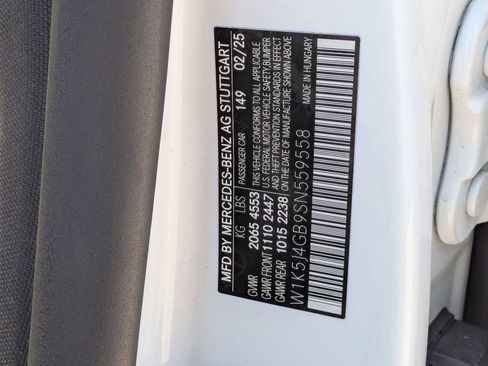 MFD BY MERCEDES-BENZ AG STUTTGART
PASSENGER CAR 149 02/25
KG LBS
GAWR 2065 4553
GAWR FRONT 1110 2447
GAWR REAR 1015 2238
THIS VEHICLE CONFORMS TO ALL APPLICABLE
U.S. FEDERAL MOTOR VEHICLE SAFETY, BUMPER,
AND THEFT PREVENTION STANDARDS IN EFFECT
ON THE DATE OF MANUFACTURE SHOWN ABOVE
MADE IN HUNGARY
W1K5J4GB9SN559558